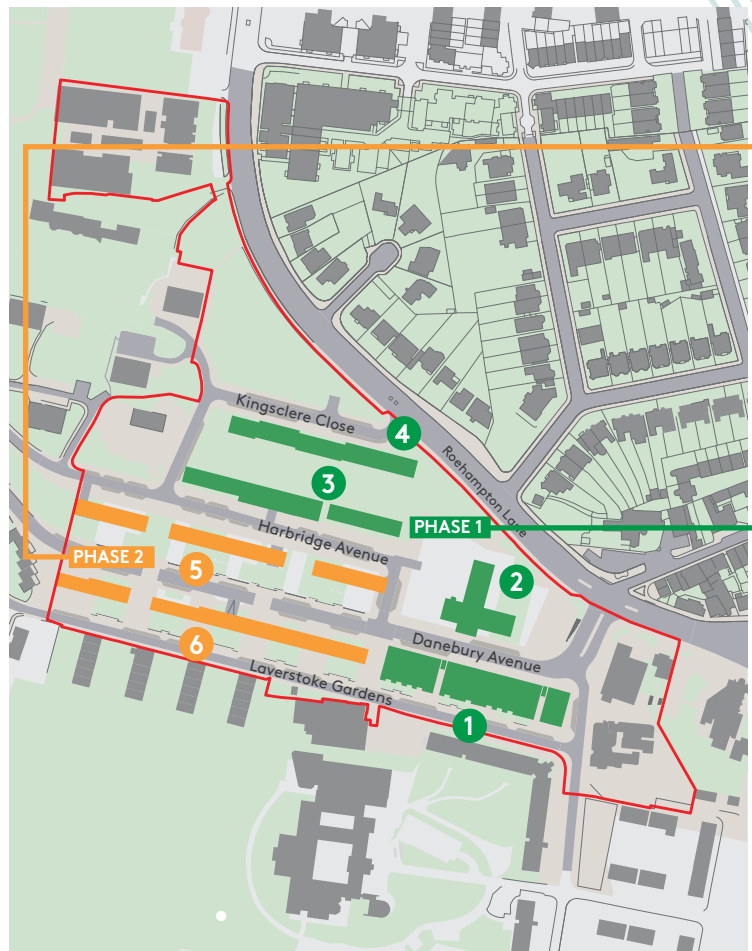 Kingsclere Close
4
Roehampton Lane
3
PHASE 1
Harbridge Avenue
PHASE 2
5
2
6
Danebury Avenue
Laverstoke Gardens
1